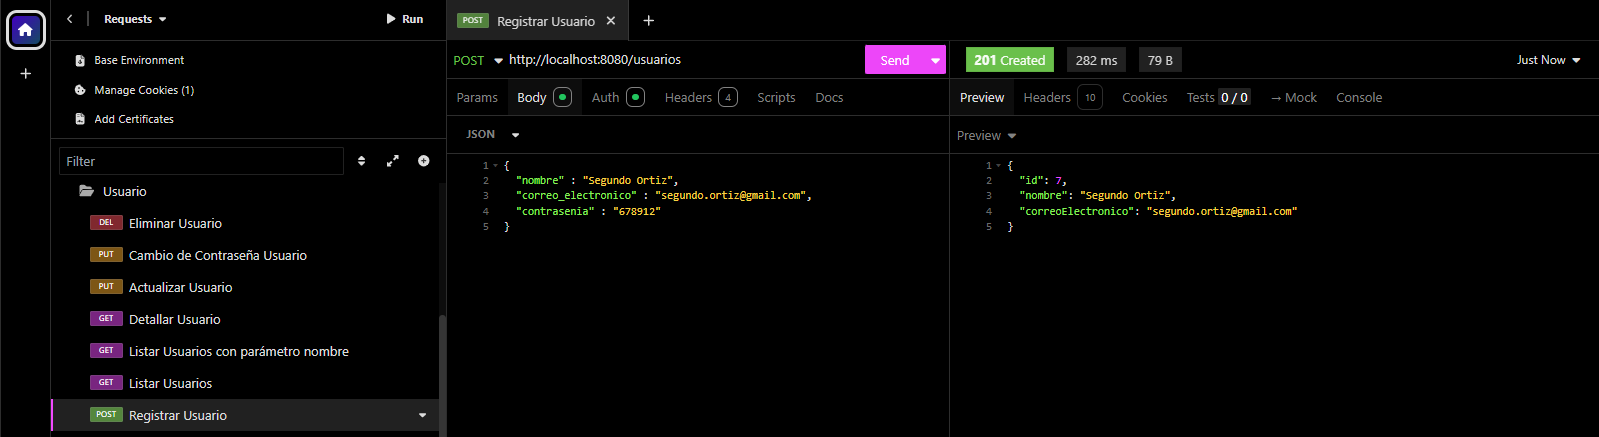 Requests
Run
Base Environment
Manage Cookies (1)
Add Certificates
Filter
Usuario
DEL Eliminar Usuario
PUT Cambio de Contraseña Usuario
PUT Actualizar Usuario
GET Detallar Usuario
GET Listar Usuarios con parámetro nombre
GET Listar Usuarios
POST Registrar Usuario
POST Registrar Usuario
POST http://localhost:8080/usuarios Send
Params Body Auth Headers 4 Scripts Docs
JSON
1 {
2 "nombre" : "Segundo Ortiz",
3 "correo_electronico" : "segundo.ortiz@gmail.com",
4 "contrasenia" : "678912"
5 }
201 Created 282 ms 79 B Just Now
Preview Headers 10 Cookies Tests 0 / 0 → Mock Console
Preview
1 {
2 "id": 7,
3 "nombre": "Segundo Ortiz",
4 "correoElectronico": "segundo.ortiz@gmail.com"
5 }